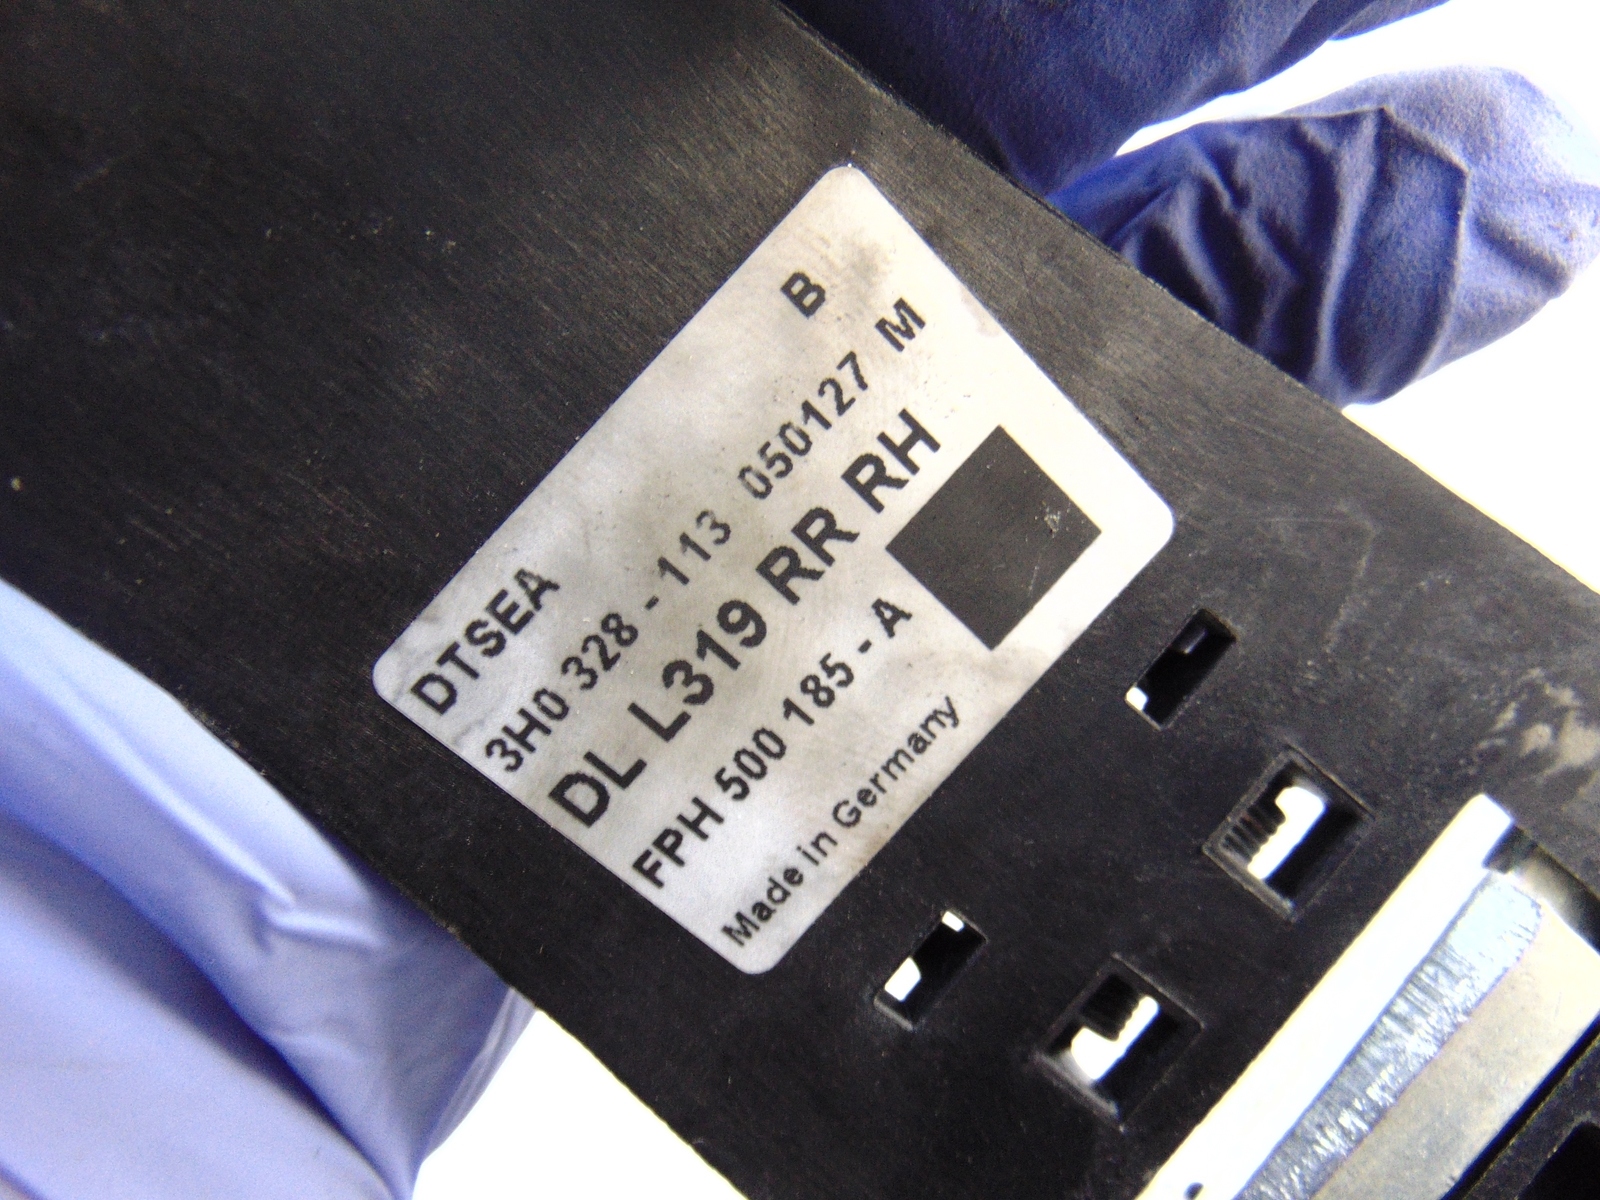 DTSEA B
3H0 328 - 113 050127 M
DL L319 RR RH
FPH 500 185 - A
Made in Germany